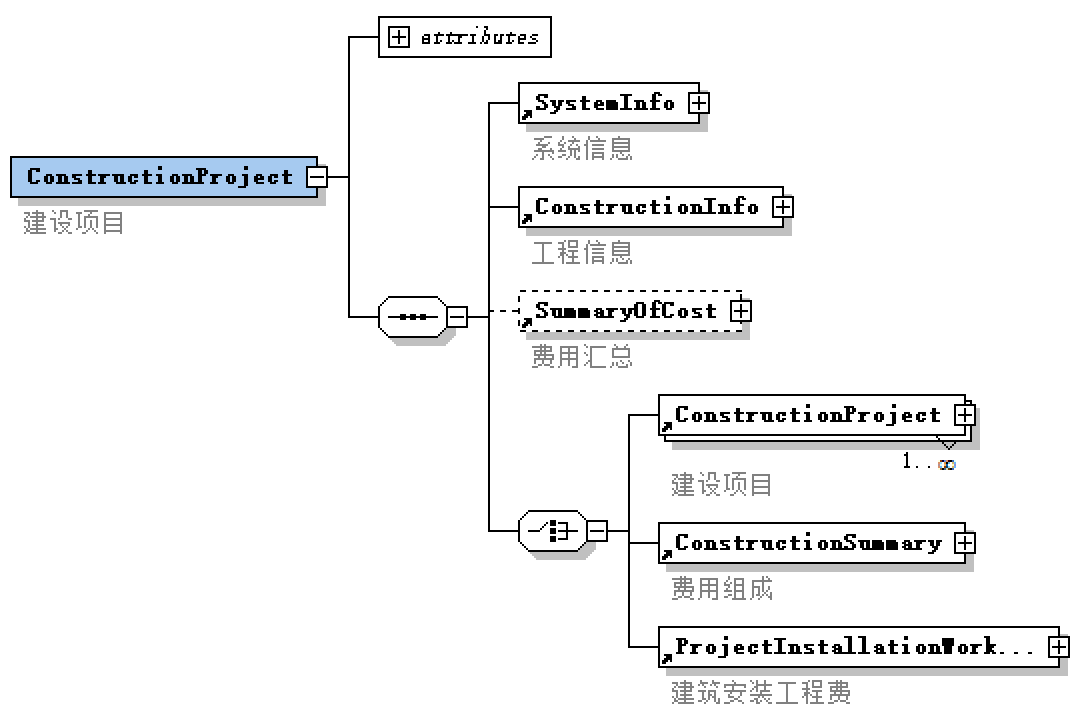 attributes
SystemInfo
系统信息
ConstructionProject
建设项目
ConstructionInfo
工程信息
SummaryOfCost
费用汇总
ConstructionProject
1..∞
建设项目
ConstructionSummary
费用组成
ProjectInstallationWork...
建筑安装工程费